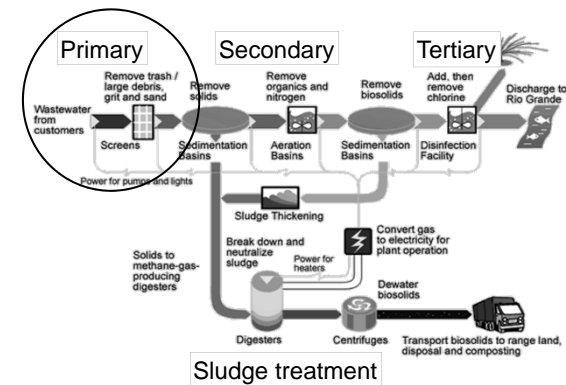 Primary
Secondary
Tertiary
Remove trash /
large debris,
grit and sand
Remove
solids
Remove
organics and
nitrogen
Remove
biosolids
Add, then
remove
chlorine
Discharge to
Rio Grande
Wastewater
from
customers
Screens
Sedimentation
Basins
Aeration
Basins
Sedimentation
Basins
Disinfection
Facility
Power for pumps and lights
Sludge Thickening
Convert gas
to electricity for
plant operation
Solids to
methane-gas-
producing
digesters
Break down and
neutralize
sludge
Power for
heaters
Dewater
biosolids
Digesters
Centrifuges
Transport biosolids to range land,
disposal and composting
Sludge treatment